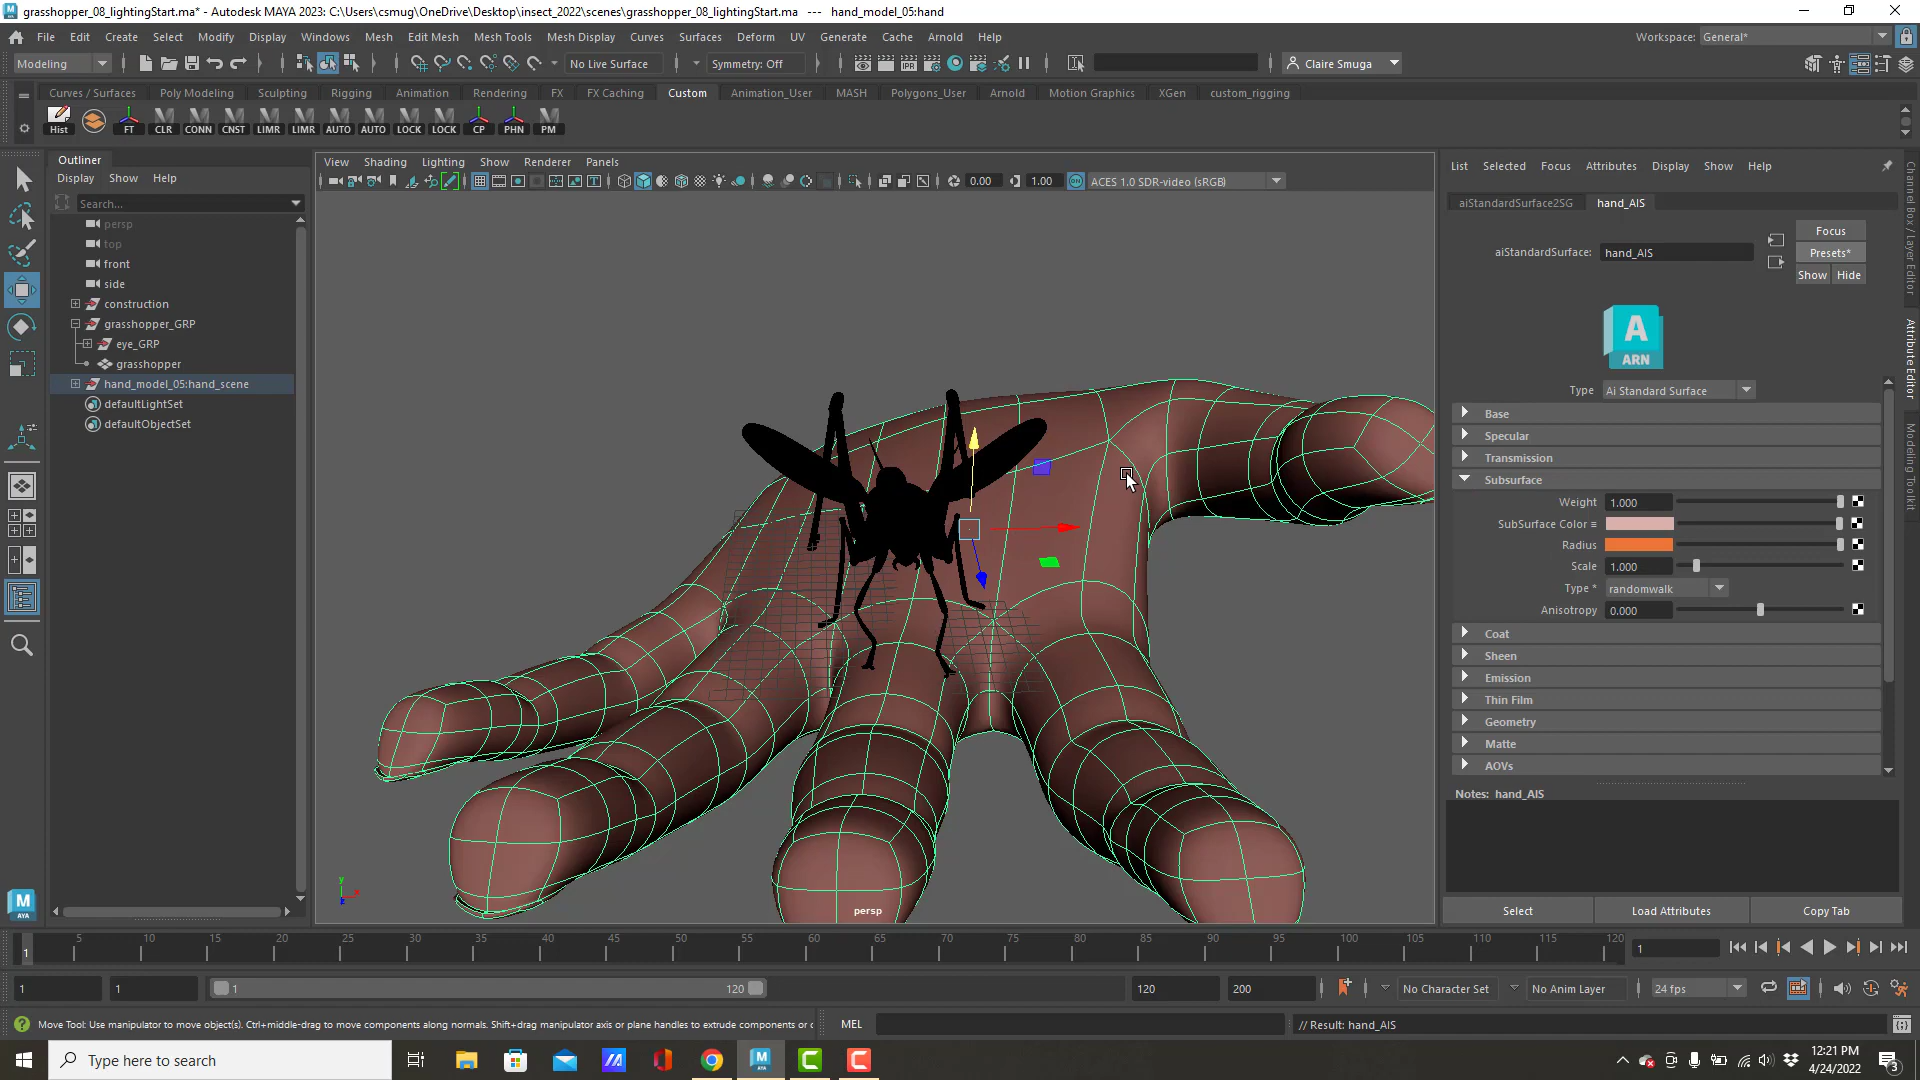 grasshopper_08_lightingStart.ma* - Autodesk MAYA 2023: C:\Users\csmug\OneDrive\Desktop\insect_2022\scenes\grasshopper_08_lightingStart.ma --- hand_model_05:hand
File Edit Create Select Modify Display Windows Mesh Edit Mesh Mesh Tools Mesh Display Curves Surfaces Deform UV Generate Cache Arnold Help Workspace: General*
Modeling No Live Surface Symmetry: Off Claire Smuga
Curves / Surfaces Poly Modeling Sculpting Rigging Animation Rendering FX FX Caching Custom Animation_User MASH Polygons_User Arnold Motion Graphics XGen custom_rigging
Hist FT CLR CONN CNST LIMR LIMR AUTO AUTO LOCK LOCK CP PHN PM
Outliner
Display Show Help
Search...
persp
top
front
side
construction
grasshopper_GRP
eye_GRP
grasshopper
hand_model_05:hand_scene
defaultLightSet
defaultObjectSet
View Shading Lighting Show Renderer Panels
0.00 1.00 ACES 1.0 SDR-video (sRGB)
persp
y
x
z
List Selected Focus Attributes Display Show Help
aiStandardSurface2SG hand_AIS
Focus
aiStandardSurface: hand_AIS Presets*
Show Hide
A
ARN
Type Ai Standard Surface
Base
Specular
Transmission
Subsurface
Weight 1.000
SubSurface Color
Radius
Scale 1.000
Type * randomwalk
Anisotropy 0.000
Coat
Sheen
Emission
Thin Film
Geometry
Matte
AOVs
Notes: hand_AIS
Select Load Attributes Copy Tab
Channel Box / Layer Editor
Attribute Editor
Modeling Toolkit
M
AYA
5 10 15 20 25 30 35 40 45 50 55 60 65 70 75 80 85 90 95 100 105 110 115 120
1 1
1 1 1 120 120 200 No Character Set No Anim Layer 24 fps
Move Tool: Use manipulator to move object(s). Ctrl+middle-drag to move components along normals. Shift+drag manipulator axis or plane handles to extrude components or c MEL // Result: hand_AIS
Type here to search
12:21 PM
4/24/2022
3